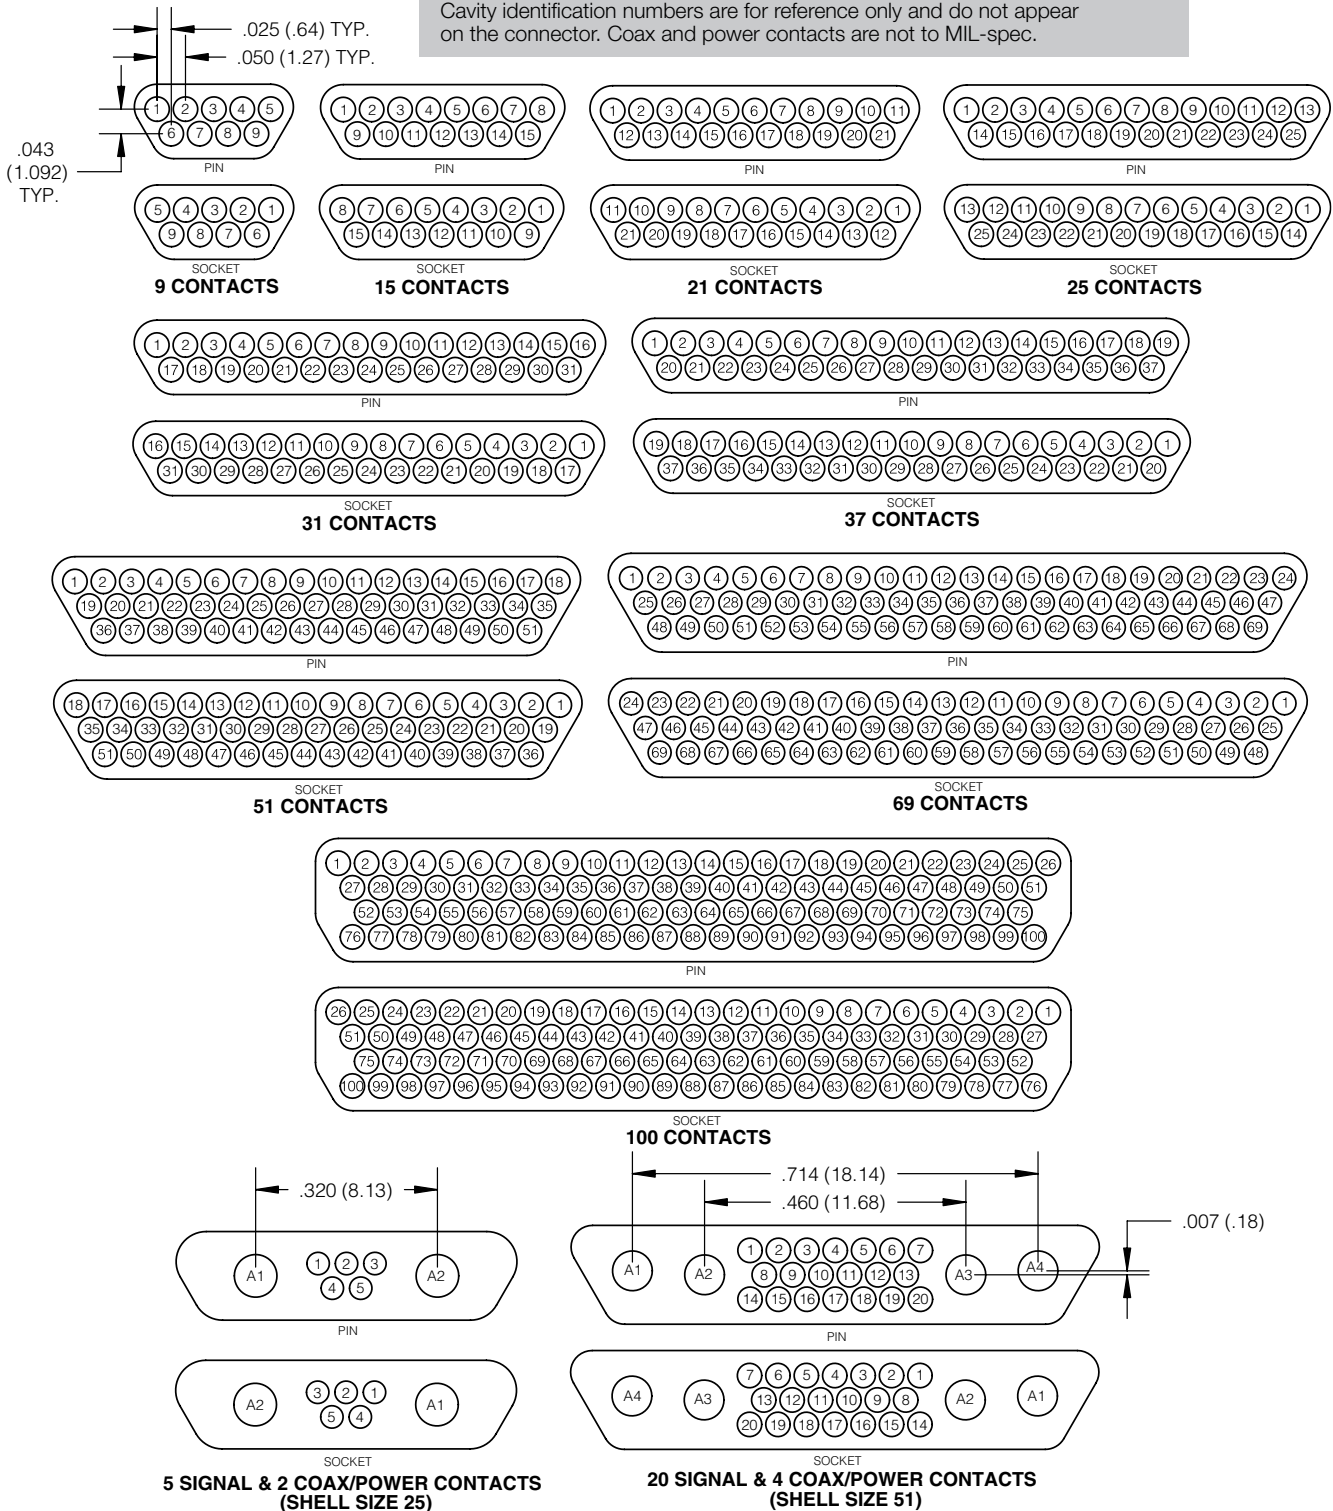 Cavity identification numbers are for reference only and do not appear
on the connector. Coax and power contacts are not to MIL-spec.
.025 (.64) TYP.
.050 (1.27) TYP.
.043
(1.092)
TYP.
1 2 3 4 5
6 7 8 9
PIN
5 4 3 2 1
9 8 7 6
SOCKET
9 CONTACTS
1 2 3 4 5 6 7 8
9 10 11 12 13 14 15
PIN
8 7 6 5 4 3 2 1
15 14 13 12 11 10 9
SOCKET
15 CONTACTS
1 2 3 4 5 6 7 8 9 10 11
12 13 14 15 16 17 18 19 20 21
PIN
11 10 9 8 7 6 5 4 3 2 1
21 20 19 18 17 16 15 14 13 12
SOCKET
21 CONTACTS
1 2 3 4 5 6 7 8 9 10 11 12 13
14 15 16 17 18 19 20 21 22 23 24 25
PIN
13 12 11 10 9 8 7 6 5 4 3 2 1
25 24 23 22 21 20 19 18 17 16 15 14
SOCKET
25 CONTACTS
1 2 3 4 5 6 7 8 9 10 11 12 13 14 15 16
17 18 19 20 21 22 23 24 25 26 27 28 29 30 31
PIN
16 15 14 13 12 11 10 9 8 7 6 5 4 3 2 1
31 30 29 28 27 26 25 24 23 22 21 20 19 18 17
SOCKET
31 CONTACTS
1 2 3 4 5 6 7 8 9 10 11 12 13 14 15 16 17 18 19
20 21 22 23 24 25 26 27 28 29 30 31 32 33 34 35 36 37
PIN
19 18 17 16 15 14 13 12 11 10 9 8 7 6 5 4 3 2 1
37 36 35 34 33 32 31 30 29 28 27 26 25 24 23 22 21 20
SOCKET
37 CONTACTS
1 2 3 4 5 6 7 8 9 10 11 12 13 14 15 16 17 18
19 20 21 22 23 24 25 26 27 28 29 30 31 32 33 34 35
36 37 38 39 40 41 42 43 44 45 46 47 48 49 50 51
PIN
18 17 16 15 14 13 12 11 10 9 8 7 6 5 4 3 2 1
35 34 33 32 31 30 29 28 27 26 25 24 23 22 21 20 19
51 50 49 48 47 46 45 44 43 42 41 40 39 38 37 36
SOCKET
51 CONTACTS
1 2 3 4 5 6 7 8 9 10 11 12 13 14 15 16 17 18 19 20 21 22 23 24
25 26 27 28 29 30 31 32 33 34 35 36 37 38 39 40 41 42 43 44 45 46 47
48 49 50 51 52 53 54 55 56 57 58 59 60 61 62 63 64 65 66 67 68 69
PIN
24 23 22 21 20 19 18 17 16 15 14 13 12 11 10 9 8 7 6 5 4 3 2 1
47 46 45 44 43 42 41 40 39 38 37 36 35 34 33 32 31 30 29 28 27 26 25
69 68 67 66 65 64 63 62 61 60 59 58 57 56 55 54 53 52 51 50 49 48
SOCKET
69 CONTACTS
1 2 3 4 5 6 7 8 9 10 11 12 13 14 15 16 17 18 19 20 21 22 23 24 25 26
27 28 29 30 31 32 33 34 35 36 37 38 39 40 41 42 43 44 45 46 47 48 49 50 51
52 53 54 55 56 57 58 59 60 61 62 63 64 65 66 67 68 69 70 71 72 73 74 75
76 77 78 79 80 81 82 83 84 85 86 87 88 89 90 91 92 93 94 95 96 97 98 99 100
PIN
26 25 24 23 22 21 20 19 18 17 16 15 14 13 12 11 10 9 8 7 6 5 4 3 2 1
51 50 49 48 47 46 45 44 43 42 41 40 39 38 37 36 35 34 33 32 31 30 29 28 27
75 74 73 72 71 70 69 68 67 66 65 64 63 62 61 60 59 58 57 56 55 54 53 52
100 99 98 97 96 95 94 93 92 91 90 89 88 87 86 85 84 83 82 81 80 79 78 77 76
SOCKET
100 CONTACTS
.320 (8.13)
A1 1 2 3 A2
4 5
PIN
A2 3 2 1 A1
5 4
SOCKET
5 SIGNAL & 2 COAX/POWER CONTACTS
(SHELL SIZE 25)
.714 (18.14)
.460 (11.68)
.007 (.18)
1 2 3 4 5 6 7
A1 A2 8 9 10 11 12 13 A3 A4
14 15 16 17 18 19 20
PIN
7 6 5 4 3 2 1
A4 A3 13 12 11 10 9 8 A2 A1
20 19 18 17 16 15 14
SOCKET
20 SIGNAL & 4 COAX/POWER CONTACTS
(SHELL SIZE 51)